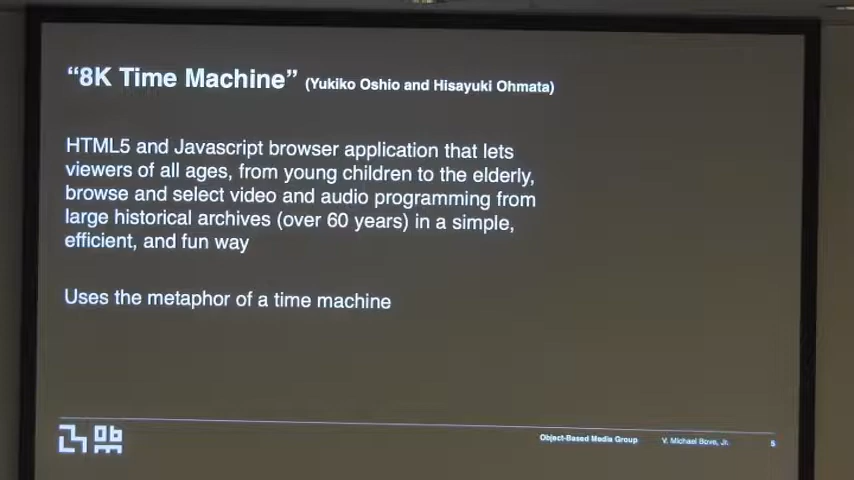 “8K Time Machine” (Yukiko Oshio and Hisayuki Ohmata)
HTML5 and Javascript browser application that lets
viewers of all ages, from young children to the elderly,
browse and select video and audio programming from
large historical archives (over 60 years) in a simple,
efficient, and fun way
Uses the metaphor of a time machine
Object-Based Media Group V. Michael Bove, Jr. 5